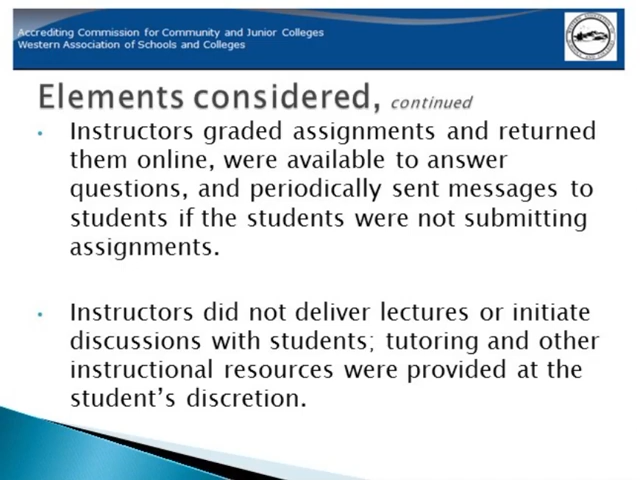 Accrediting Commission for Community and Junior Colleges
Western Association of Schools and Colleges
Elements considered, continued
• Instructors graded assignments and returned
them online, were available to answer
questions, and periodically sent messages to
students if the students were not submitting
assignments.
• Instructors did not deliver lectures or initiate
discussions with students; tutoring and other
instructional resources were provided at the
student’s discretion.